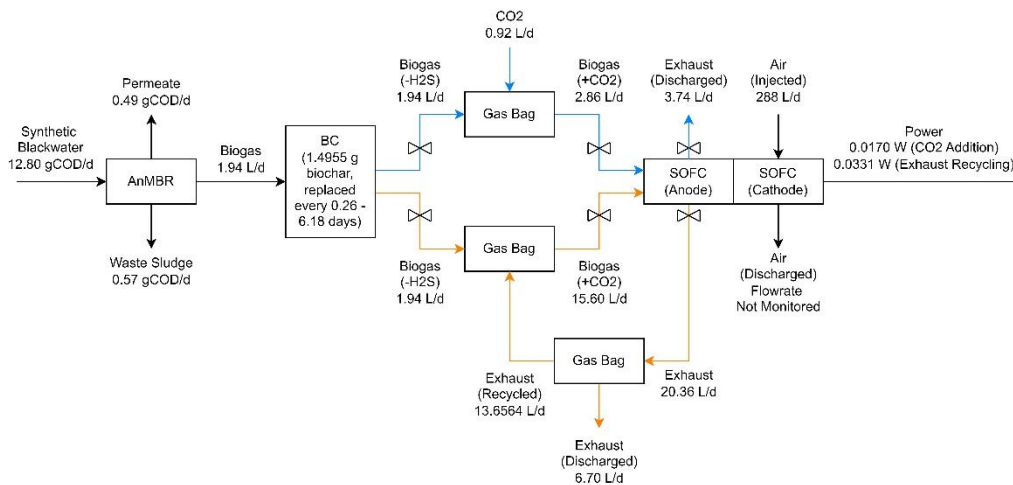 CO2
0.92 L/d
Permeate
0.49 gCOD/d
Biogas
(-H2S)
1.94 L/d
Gas Bag
Biogas
(+CO2)
2.86 L/d
Exhaust
(Discharged)
3.74 L/d
Air
(Injected)
288 L/d
Synthetic
Blackwater
12.80 gCOD/d
AnMBR
Biogas
1.94 L/d
BC
(1.4955 g
biochar,
replaced
every 0.26 -
6.18 days)
SOFC
(Anode)
SOFC
(Cathode)
Power
0.0170 W (CO2 Addition)
0.0331 W (Exhaust Recycling)
Waste Sludge
0.57 gCOD/d
Biogas
(-H2S)
1.94 L/d
Gas Bag
Biogas
(+CO2)
15.60 L/d
Air
(Discharged)
Flowrate
Not Monitored
Exhaust
(Recycled)
13.6564 L/d
Gas Bag
Exhaust
20.36 L/d
Exhaust
(Discharged)
6.70 L/d